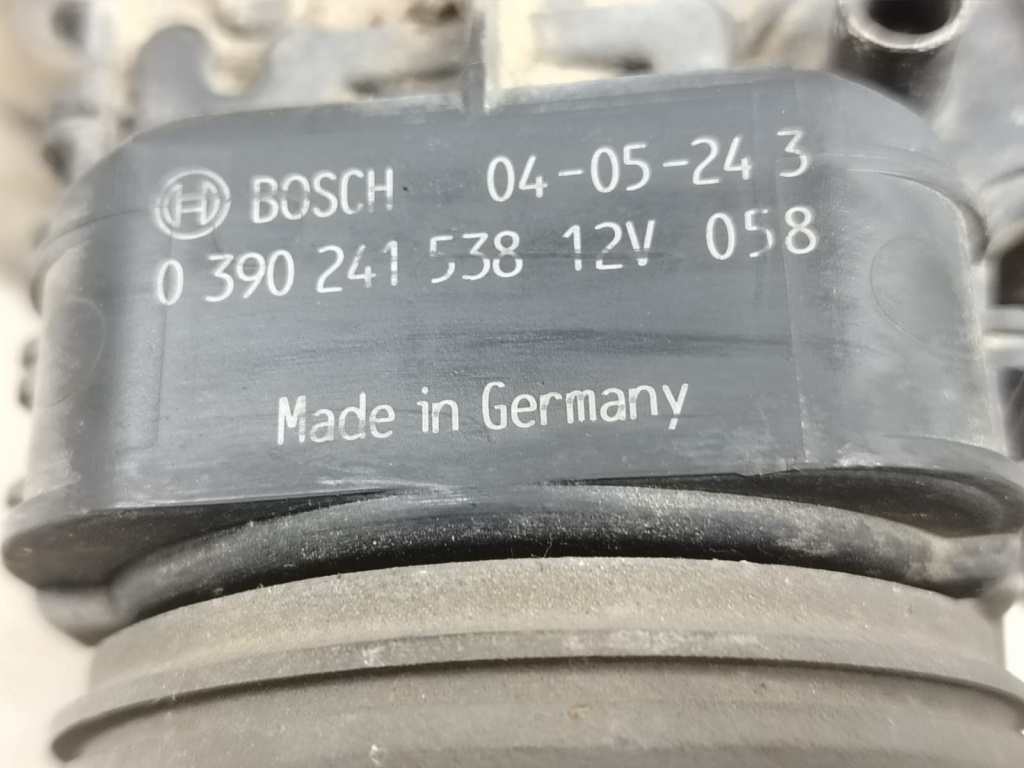 BOSCH 04-05-24 3
0 390 241 538 12V 058
Made in Germany